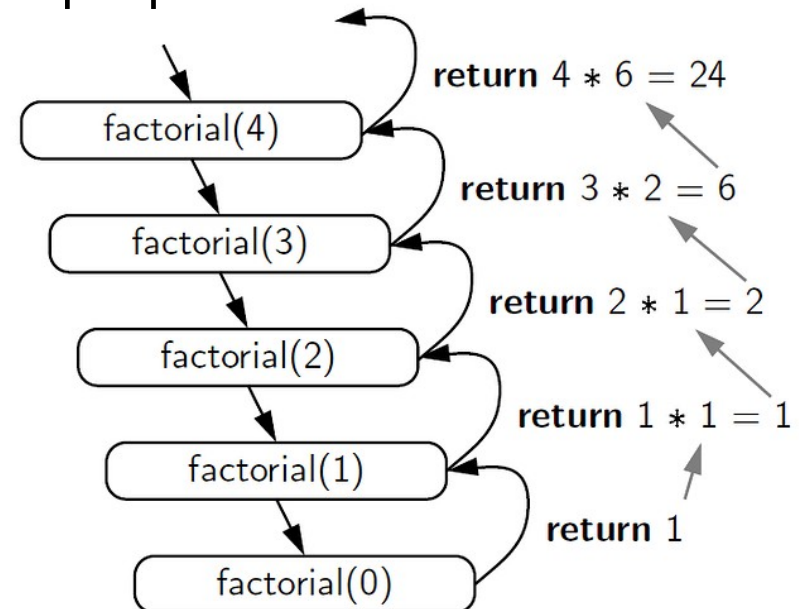 return 4 * 6 = 24
factorial(4)
return 3 * 2 = 6
factorial(3)
return 2 * 1 = 2
factorial(2)
return 1 * 1 = 1
factorial(1)
return 1
factorial(0)